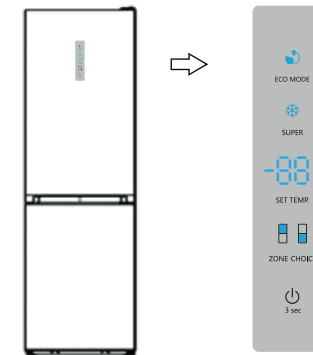 ECO MODE
SUPER
-88
SET TEMP.
ZONE CHOIC
3 sec